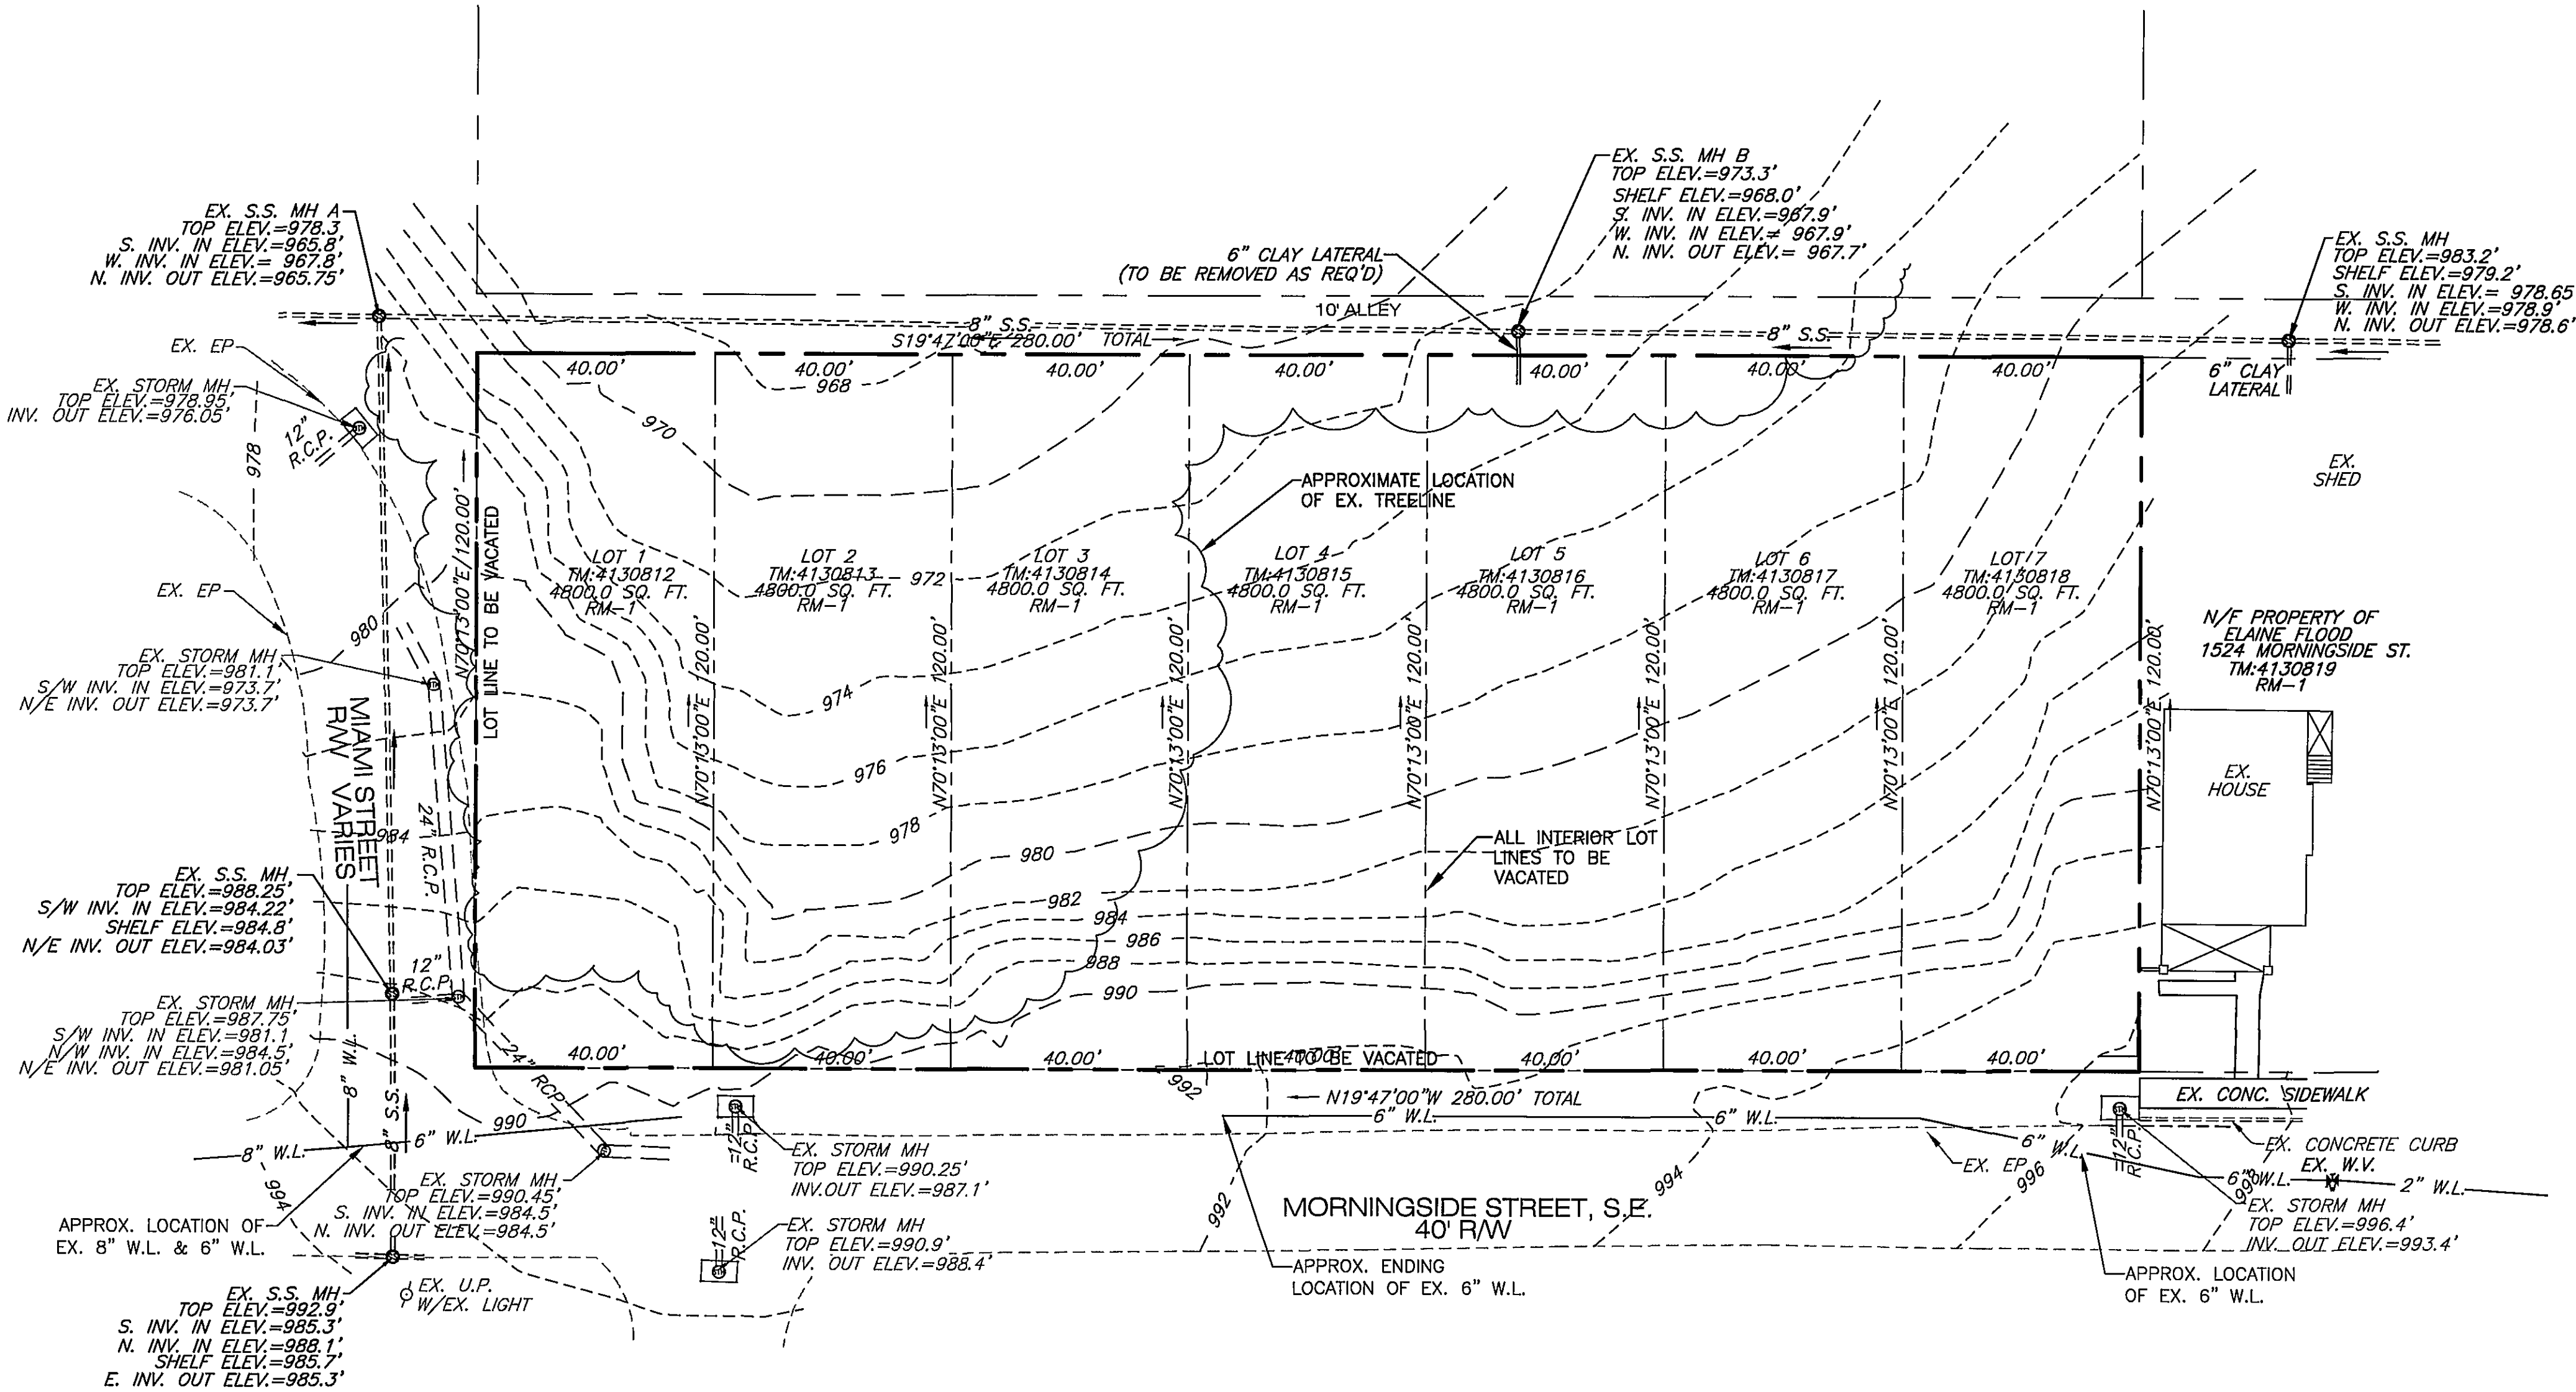 EX. S.S. MH A
TOP ELEV.=978.3
S. INV. IN ELEV.=965.8'
W. INV. IN ELEV.= 967.8'
N. INV. OUT ELEV.=965.75'
EX. S.S. MH B
TOP ELEV.=973.3'
SHELF ELEV.=968.0'
S. INV. IN ELEV.=967.9'
W. INV. IN ELEV.= 967.9'
N. INV. OUT ELEV.= 967.7'
6" CLAY LATERAL
(TO BE REMOVED AS REQ'D)
EX. S.S. MH
TOP ELEV.=983.2'
SHELF ELEV.=979.2'
S. INV. IN ELEV.= 978.65'
W. INV. IN ELEV.= 978.9'
N. INV. OUT ELEV.=978.6'
10' ALLEY
8" S.S.
8" S.S.
S19°47'00"E 280.00' TOTAL
EX. EP
EX. STORM MH
TOP ELEV.=978.95'
INV. OUT ELEV.=976.05'
12"
R.C.P.
978
40.00'
40.00'
40.00'
40.00'
40.00'
40.00'
40.00'
968
970
6" CLAY
LATERAL
EX.
SHED
APPROXIMATE LOCATION
OF EX. TREELINE
N70°13'00"E/120.00'
LOT LINE TO BE VACATED
LOT 1
TM:4130812
4800.0 SQ. FT.
RM-1
LOT 2
TM:4130813
4800.0 SQ. FT.
RM-1
972
LOT 3
TM:4130814
4800.0 SQ. FT.
RM-1
LOT 4
TM:4130815
4800.0 SQ. FT.
RM-1
LOT 5
TM:4130816
4800.0 SQ. FT.
RM-1
LOT 6
TM:4130817
4800.0 SQ. FT.
RM-1
LOT 7
TM:4130818
4800.0 SQ. FT.
RM-1
N/F PROPERTY OF
ELAINE FLOOD
1524 MORNINGSIDE ST.
TM:4130819
RM-1
EX. EP
980
EX. STORM MH
TOP ELEV.=981.1'
S/W INV. IN ELEV.=973.7'
N/E INV. OUT ELEV.=973.7'
MIAMI STREET
R/W VARIES
984
24" R.C.P.
N70°13'00"E 120.00'
N70°13'00"E 120.00'
N70°13'00"E 120.00'
N70°13'00"E 120.00'
N70°13'00"E 120.00'
N70°13'00"E 120.00'
N70°13'00"E 120.00'
974
976
978
980
982
984
986
988
990
EX.
HOUSE
ALL INTERIOR LOT
LINES TO BE
VACATED
EX. S.S. MH
TOP ELEV.=988.25'
S/W INV. IN ELEV.=984.22'
SHELF ELEV.=984.8'
N/E INV. OUT ELEV.=984.03'
12"
R.C.P.
EX. STORM MH
TOP ELEV.=987.75'
S/W INV. IN ELEV.=981.1
N/W INV. IN ELEV.=984.5'
N/E INV. OUT ELEV.=981.05'
8" W.L.
8" S.S.
24" RCP
40.00'
40.00'
40.00'
LOT LINE TO BE VACATED
40.00'
40.00'
40.00'
40.00'
992
N19°47'00"W 280.00' TOTAL
EX. CONC. SIDEWALK
8" W.L.
6" W.L.
990
6" W.L.
6" W.L.
6" W.L.
6" W.L.
2" W.L.
EX. CONCRETE CURB
EX. W.V.
EX. EP
12"
R.C.P.
EX. STORM MH
TOP ELEV.=990.25'
INV.OUT ELEV.=987.1'
EX. STORM MH
TOP ELEV.=990.45'
S. INV. IN ELEV.=984.5'
N. INV. OUT ELEV.=984.5'
994
APPROX. LOCATION OF
EX. 8" W.L. & 6" W.L.
12"
R.C.P.
EX. STORM MH
TOP ELEV.=990.9'
INV. OUT ELEV.=988.4'
992
MORNINGSIDE STREET, S.E.
40' R/W
994
996
998
12"
R.C.P.
EX. STORM MH
TOP ELEV.=996.4'
INV. OUT ELEV.=993.4'
APPROX. ENDING
LOCATION OF EX. 6" W.L.
APPROX. LOCATION
OF EX. 6" W.L.
EX. U.P.
W/EX. LIGHT
EX. S.S. MH
TOP ELEV.=992.9'
S. INV. IN ELEV.=985.3'
N. INV. IN ELEV.=988.1'
SHELF ELEV.=985.7'
E. INV. OUT ELEV.=985.3'